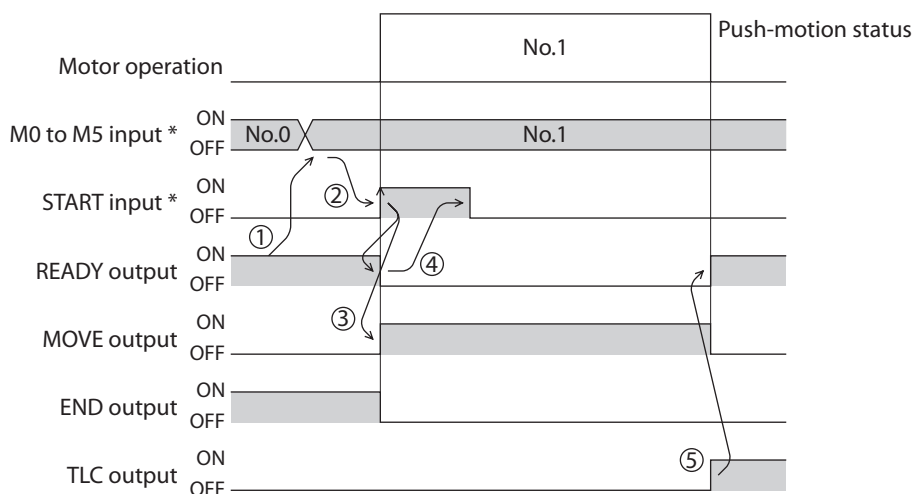 Push-motion status
No.1
Motor operation
M0 to M5 input *
ON
OFF
No.0
No.1
START input *
ON
OFF
②
①
READY output
ON
OFF
④
③
MOVE output
ON
OFF
END output
ON
OFF
TLC output
ON
OFF
⑤